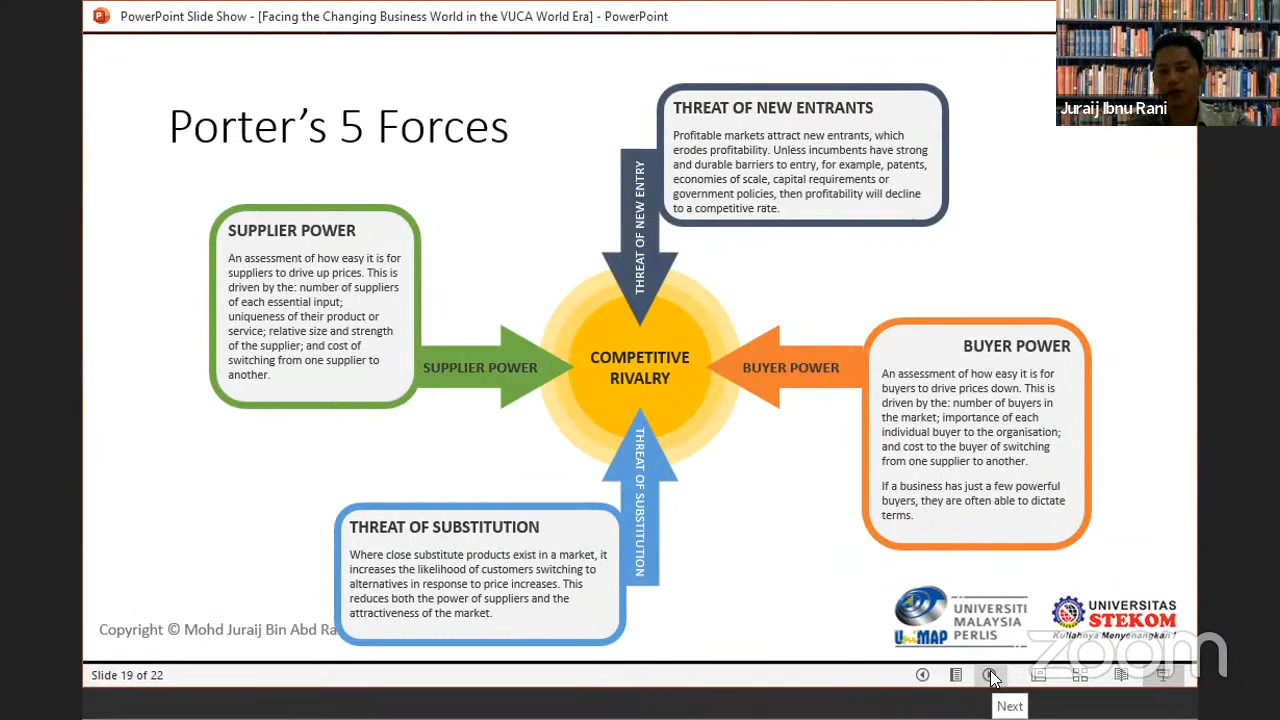 PowerPoint Slide Show - [Facing the Changing Business World in the VUCA World Era] - PowerPoint
Juraij Ibnu Rani
Porter's 5 Forces
THREAT OF NEW ENTRANTS
Profitable markets attract new entrants, which
erodes profitability. Unless incumbents have strong
and durable barriers to entry, for example, patents,
economies of scale, capital requirements or
government policies, then profitability will decline
to a competitive rate.
THREAT OF NEW ENTRY
SUPPLIER POWER
An assessment of how easy it is for
suppliers to drive up prices. This is
driven by the: number of suppliers
of each essential input;
uniqueness of their product or
service; relative size and strength
of the supplier; and cost of
switching from one supplier to
another.
SUPPLIER POWER
COMPETITIVE
RIVALRY
BUYER POWER
BUYER POWER
An assessment of how easy it is for
buyers to drive prices down. This is
driven by the: number of buyers in
the market; importance of each
individual buyer to the organisation;
and cost to the buyer of switching
from one supplier to another.
If a business has just a few powerful
buyers, they are often able to dictate
terms.
THREAT OF SUBSTITUTION
THREAT OF SUBSTITUTION
Where close substitute products exist in a market, it
increases the likelihood of customers switching to
alternatives in response to price increases. This
reduces both the power of suppliers and the
attractiveness of the market.
Copyright © Mohd Juraij Bin Abd Ra
UniMAP
UNIVERSITI
MALAYSIA
PERLIS
UNIVERSITAS
STEKOM
Kuliahnya Menyenangkan !
zoom
Slide 19 of 22
Next